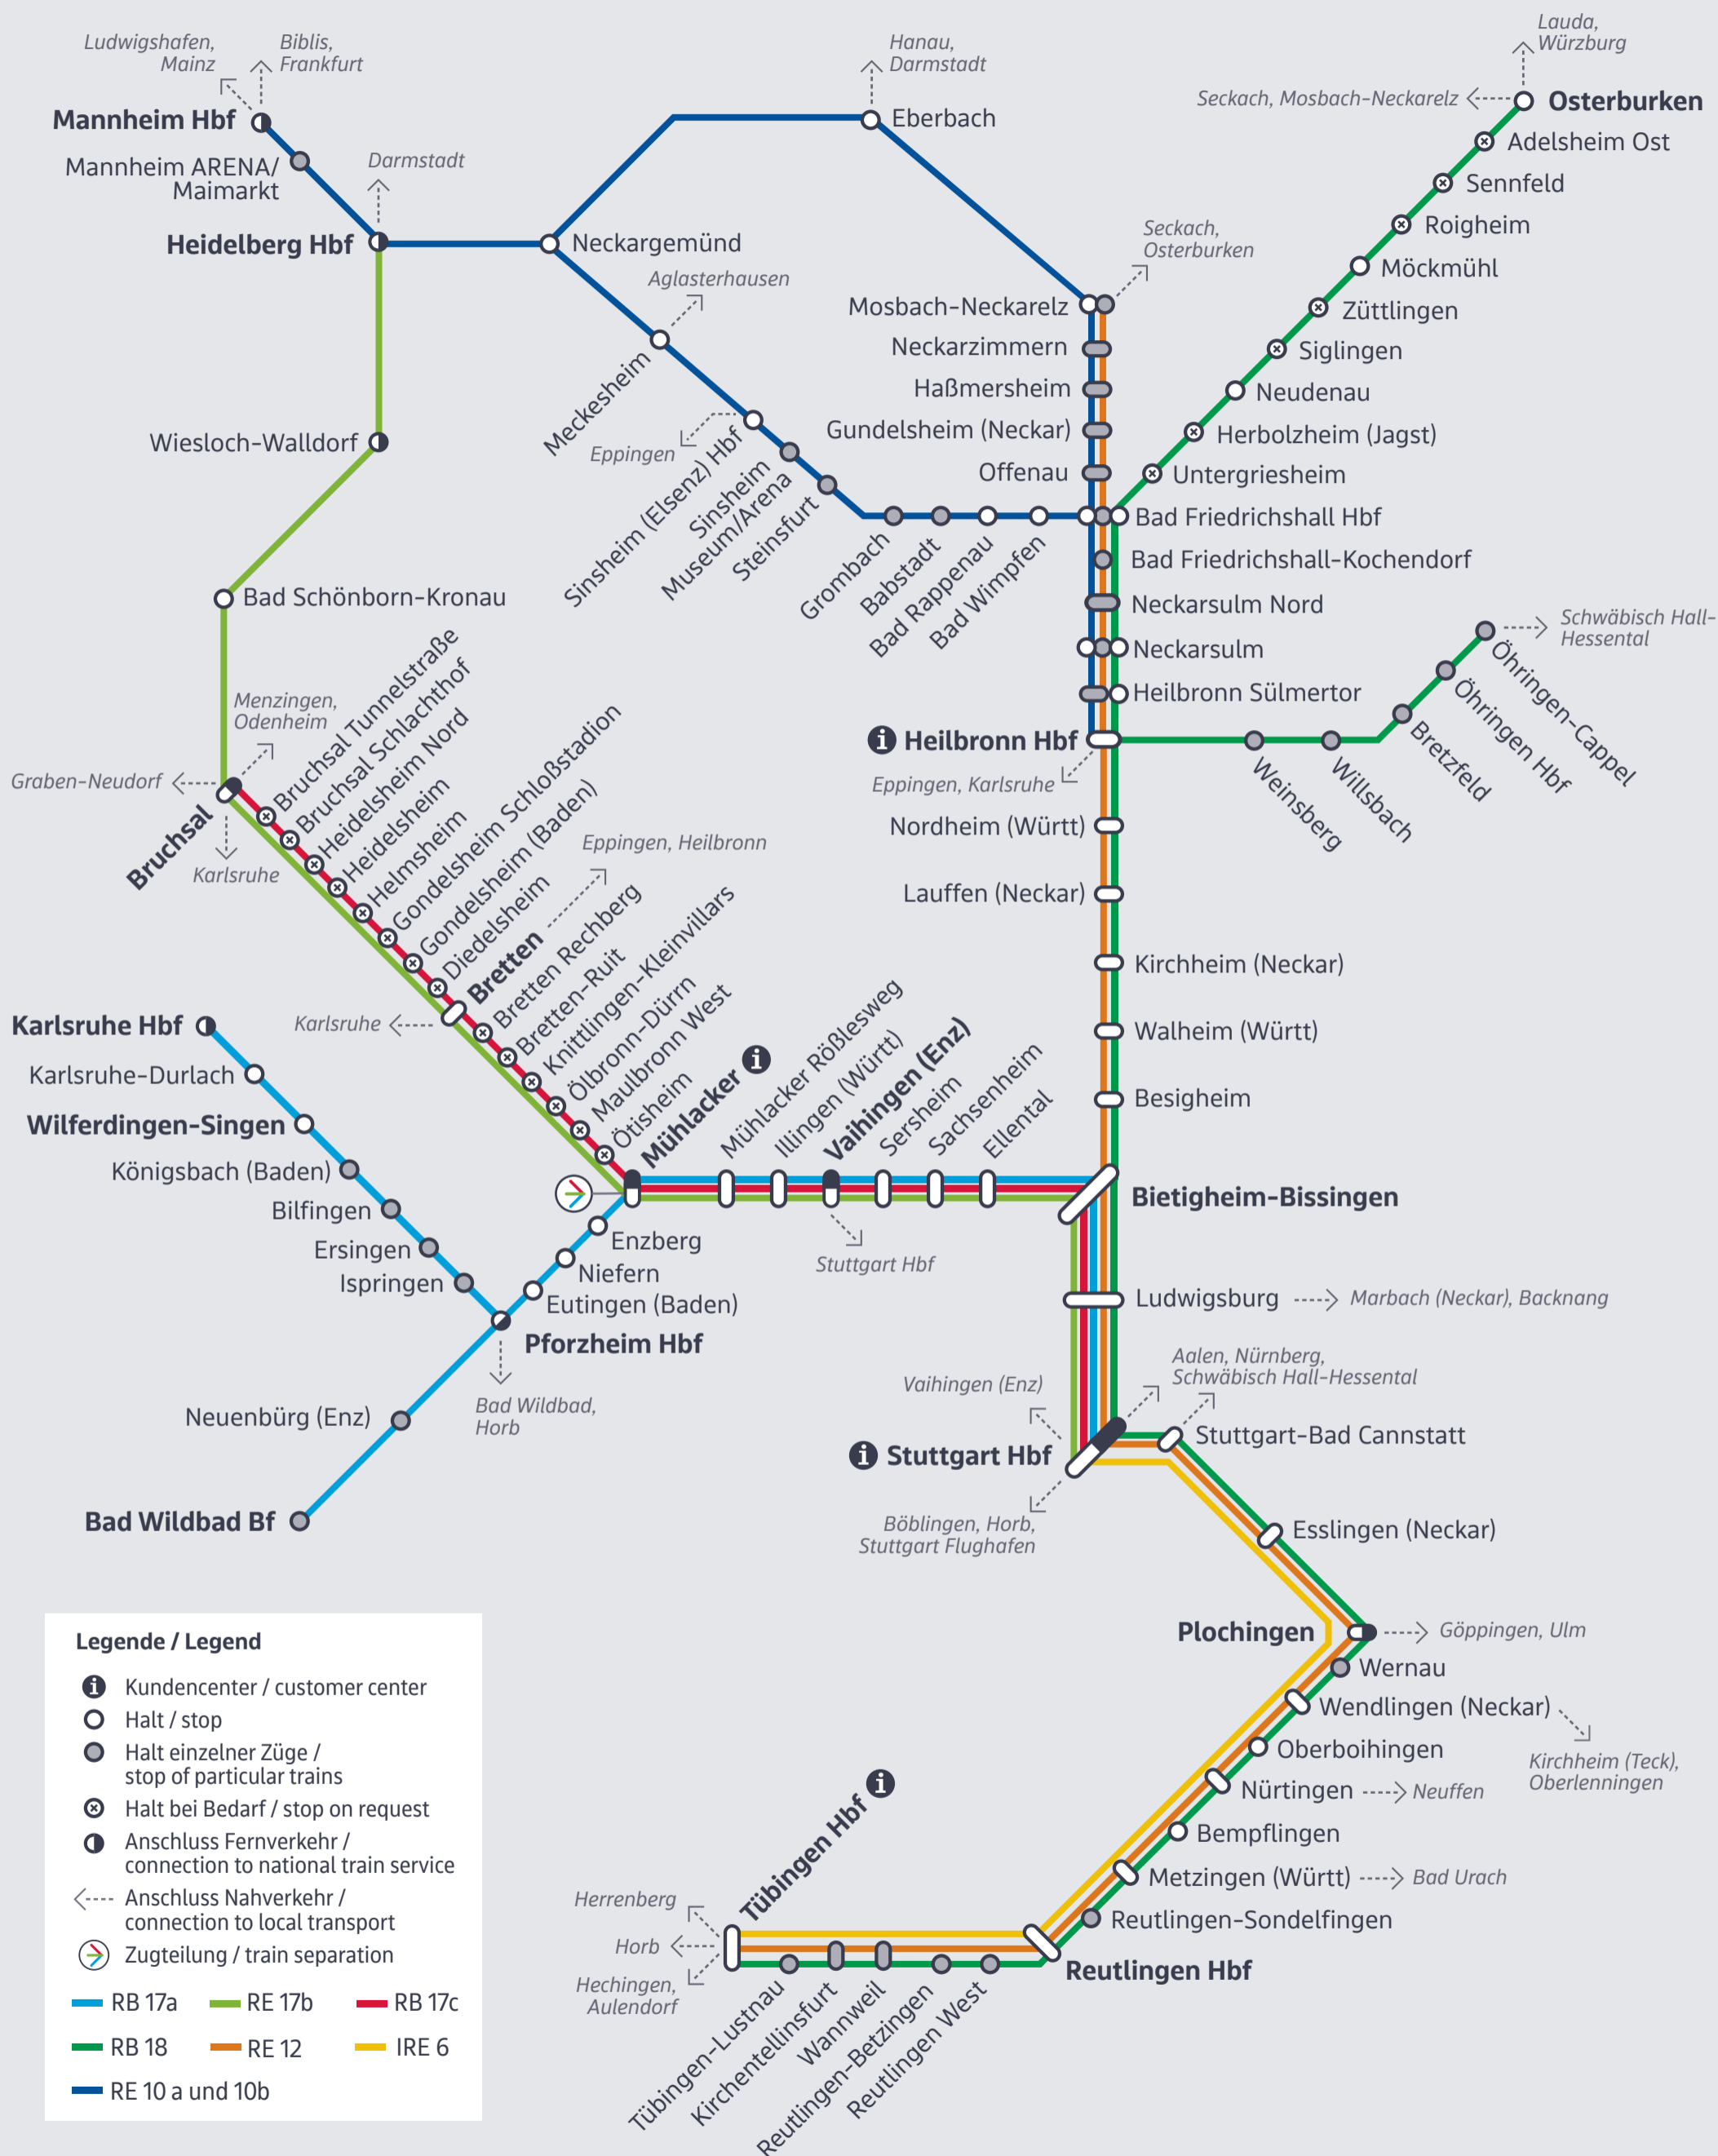 Ludwigshafen,
Mainz
Biblis,
Frankfurt
Hanau,
Darmstadt
Lauda,
Würzburg
Mannheim Hbf
Mannheim ARENA/
Maimarkt
Darmstadt
Eberbach
Seckach, Mosbach-Neckarelz
Osterburken
Adelsheim Ost
Sennfeld
Roigheim
Möckmühl
Züttlingen
Siglingen
Neudenau
Herbolzheim (Jagst)
Untergriesheim
Heidelberg Hbf
Neckargemünd
Aglasterhausen
Seckach,
Osterburken
Mosbach-Neckarelz
Neckarzimmern
Haßmersheim
Gundelsheim (Neckar)
Offenau
Meckesheim
Eppingen
Sinsheim (Elsenz) Hbf
Sinsheim
Museum/Arena
Steinsfurt
Grombach
Babstadt
Bad Rappenau
Bad Wimpfen
Wiesloch-Walldorf
Bad Schönborn-Kronau
Bad Friedrichshall Hbf
Bad Friedrichshall-Kochendorf
Neckarsulm Nord
Neckarsulm
Heilbronn Sülmertor
Heilbronn Hbf
Eppingen, Karlsruhe
Schwäbisch Hall-
Hessental
Öhringen-Cappel
Öhringen Hbf
Bretzfeld
Willsbach
Weinsberg
Menzingen,
Odenheim
Graben-Neudorf
Bruchsal
Karlsruhe
Bruchsal Tunnelstraße
Bruchsal Schlachthof
Heidelsheim Nord
Heidelsheim
Helmsheim
Gondelsheim Schloßstadion
Gondelsheim (Baden)
Diedelsheim
Bretten
Eppingen, Heilbronn
Karlsruhe
Bretten Rechberg
Bretten-Ruit
Knittlingen-Kleinvillars
Ölbronn-Dürrn
Maulbronn West
Ötisheim
Mühlacker
Mühlacker Rößlesweg
Illingen (Württ)
Vaihingen (Enz)
Sersheim
Sachsenheim
Ellental
Stuttgart Hbf
Nordheim (Württ)
Lauffen (Neckar)
Kirchheim (Neckar)
Walheim (Württ)
Besigheim
Bietigheim-Bissingen
Karlsruhe Hbf
Karlsruhe-Durlach
Wilferdingen-Singen
Königsbach (Baden)
Bilfingen
Ersingen
Ispringen
Enzberg
Niefern
Eutingen (Baden)
Pforzheim Hbf
Bad Wildbad,
Horb
Neuenbürg (Enz)
Bad Wildbad Bf
Ludwigsburg
Marbach (Neckar), Backnang
Aalen, Nürnberg,
Schwäbisch Hall-Hessental
Vaihingen (Enz)
Stuttgart Hbf
Böblingen, Horb,
Stuttgart Flughafen
Stuttgart-Bad Cannstatt
Esslingen (Neckar)
Plochingen
Göppingen, Ulm
Wernau
Wendlingen (Neckar)
Kirchheim (Teck),
Oberlenningen
Oberboihingen
Nürtingen
Neuffen
Bempflingen
Metzingen (Württ)
Bad Urach
Reutlingen-Sondelfingen
Reutlingen Hbf
Tübingen Hbf
Herrenberg
Horb
Hechingen,
Aulendorf
Tübingen-Lustnau
Kirchentellinsfurt
Wannweil
Reutlingen-Betzingen
Reutlingen West
Legende / Legend
Kundencenter / customer center
Halt / stop
Halt einzelner Züge /
stop of particular trains
Halt bei Bedarf / stop on request
Anschluss Fernverkehr /
connection to national train service
Anschluss Nahverkehr /
connection to local transport
Zugteilung / train separation
RB 17a RE 17b RB 17c
RB 18 RE 12 IRE 6
RE 10 a und 10b